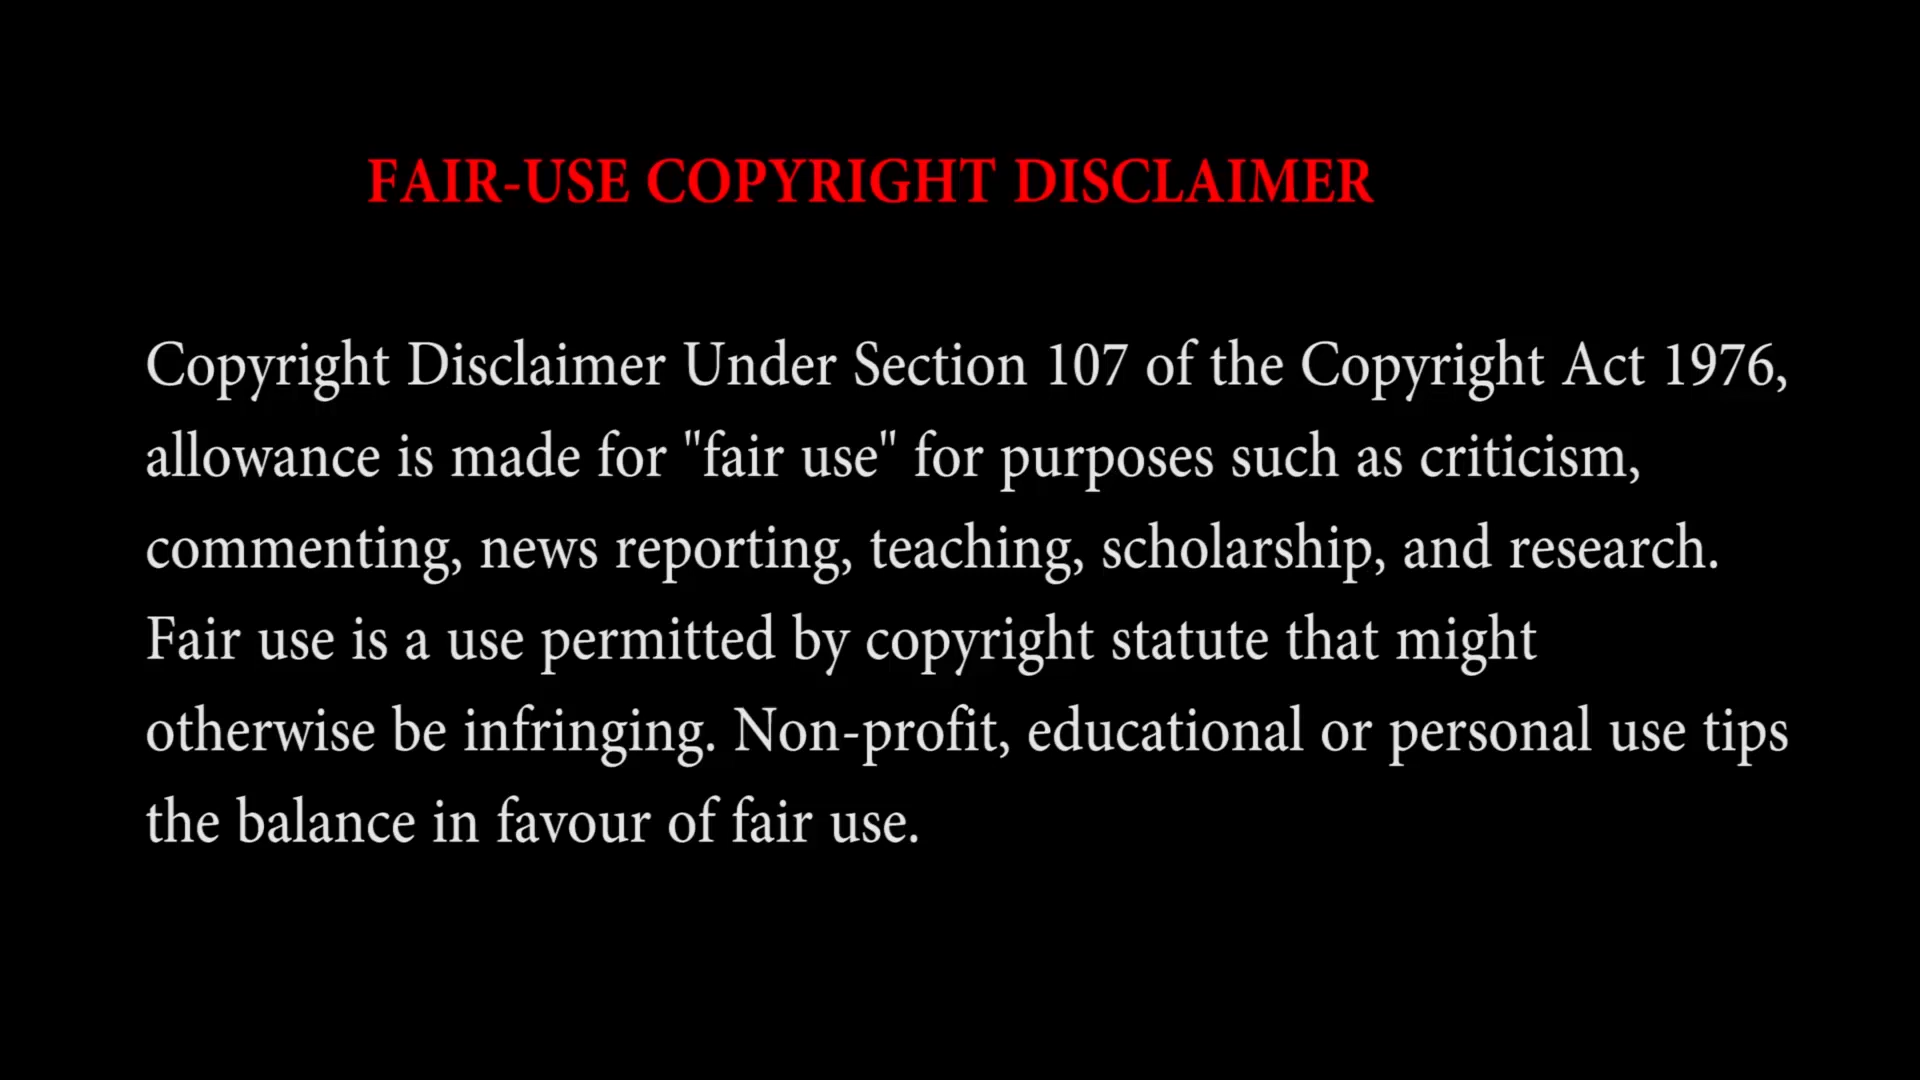 FAIR-USE COPYRIGHT DISCLAIMER
Copyright Disclaimer Under Section 107 of the Copyright Act 1976,
allowance is made for "fair use" for purposes such as criticism,
commenting, news reporting, teaching, scholarship, and research.
Fair use is a use permitted by copyright statute that might
otherwise be infringing. Non-profit, educational or personal use tips
the balance in favour of fair use.